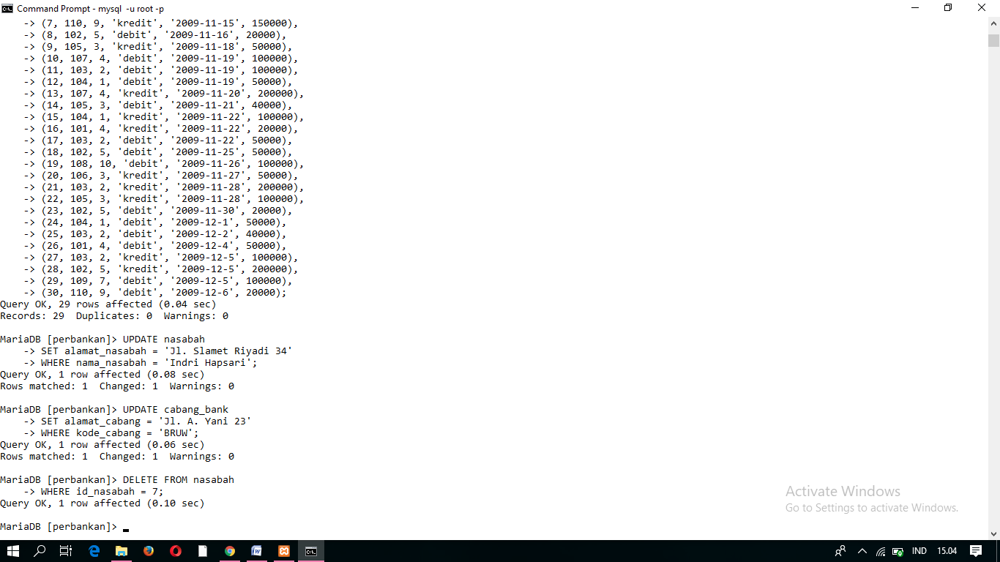 Command Prompt - mysql -u root -p
    -> (7, 110, 9, 'kredit', '2009-11-15', 150000),
    -> (8, 102, 5, 'debit', '2009-11-16', 20000),
    -> (9, 105, 3, 'kredit', '2009-11-18', 50000),
    -> (10, 107, 4, 'debit', '2009-11-19', 100000),
    -> (11, 103, 2, 'debit', '2009-11-19', 100000),
    -> (12, 104, 1, 'debit', '2009-11-19', 50000),
    -> (13, 107, 4, 'kredit', '2009-11-20', 200000),
    -> (14, 105, 3, 'debit', '2009-11-21', 40000),
    -> (15, 104, 1, 'kredit', '2009-11-22', 100000),
    -> (16, 101, 4, 'kredit', '2009-11-22', 20000),
    -> (17, 103, 2, 'debit', '2009-11-22', 50000),
    -> (18, 102, 5, 'debit', '2009-11-25', 50000),
    -> (19, 108, 10, 'debit', '2009-11-26', 100000),
    -> (20, 106, 3, 'kredit', '2009-11-27', 50000),
    -> (21, 103, 2, 'kredit', '2009-11-28', 200000),
    -> (22, 105, 3, 'kredit', '2009-11-28', 100000),
    -> (23, 102, 5, 'debit', '2009-11-30', 20000),
    -> (24, 104, 1, 'debit', '2009-12-1', 50000),
    -> (25, 103, 2, 'debit', '2009-12-2', 40000),
    -> (26, 101, 4, 'debit', '2009-12-4', 50000),
    -> (27, 103, 2, 'kredit', '2009-12-5', 100000),
    -> (28, 102, 5, 'kredit', '2009-12-5', 200000),
    -> (29, 109, 7, 'debit', '2009-12-5', 100000),
    -> (30, 110, 9, 'debit', '2009-12-6', 20000);
Query OK, 29 rows affected (0.04 sec)
Records: 29  Duplicates: 0  Warnings: 0
MariaDB [perbankan]> UPDATE nasabah
    -> SET alamat_nasabah = 'Jl. Slamet Riyadi 34'
    -> WHERE nama_nasabah = 'Indri Hapsari';
Query OK, 1 row affected (0.08 sec)
Rows matched: 1  Changed: 1  Warnings: 0
MariaDB [perbankan]> UPDATE cabang_bank
    -> SET alamat_cabang = 'Jl. A. Yani 23'
    -> WHERE kode_cabang = 'BRUW';
Query OK, 1 row affected (0.06 sec)
Rows matched: 1  Changed: 1  Warnings: 0
MariaDB [perbankan]> DELETE FROM nasabah
    -> WHERE id_nasabah = 7;
Query OK, 1 row affected (0.10 sec)
MariaDB [perbankan]> _
Activate Windows
Go to Settings to activate Windows.
IND 15.04